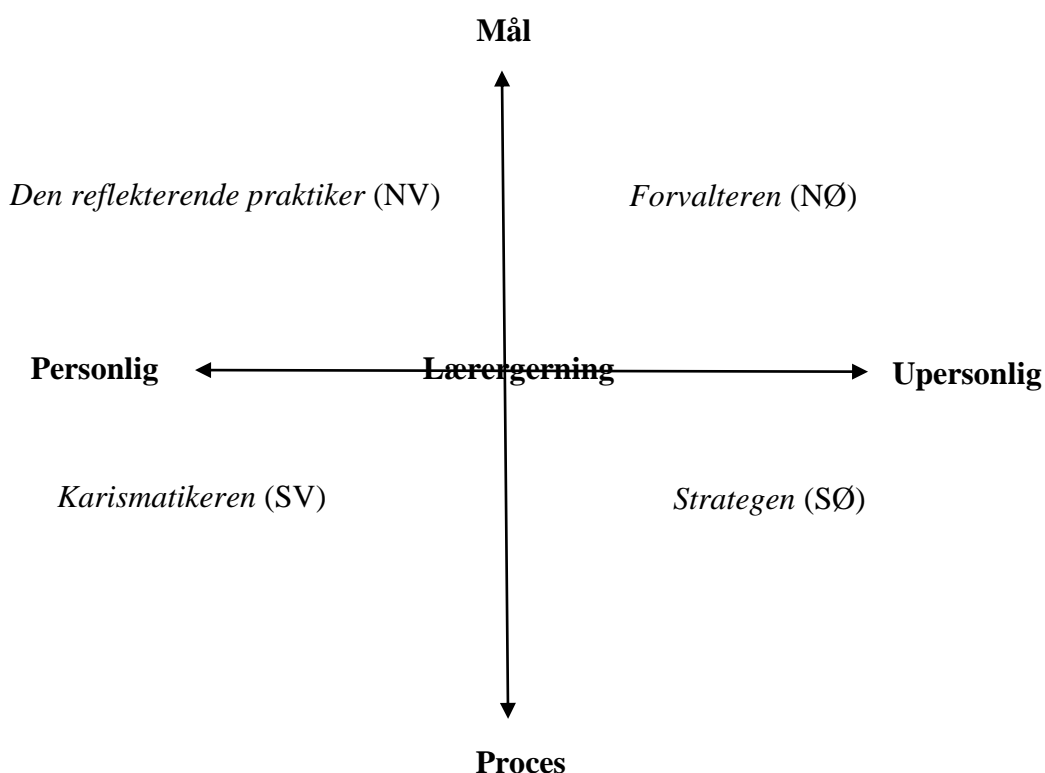 Mål
Den reflekterende praktiker (NV) Forvalteren (NØ)
Personlig Lærergerning Upersonlig
Karismatikeren (SV) Strategen (SØ)
Proces